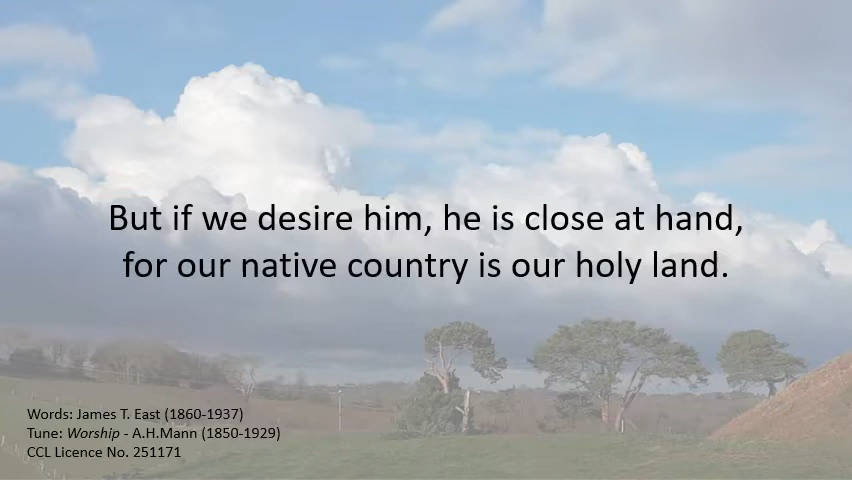 But if we desire him, he is close at hand,
for our native country is our holy land.
Words: James T. East (1860-1937)
Tune: Worship - A.H.Mann (1850-1929)
CCL Licence No. 251171